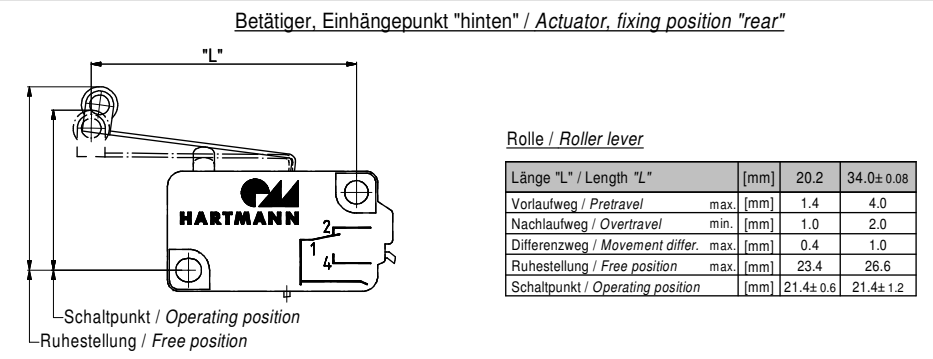 Betätiger, Einhängepunkt "hinten" / Actuator, fixing position "rear"
"L"
HARTMANN
2
1
4
Schaltpunkt / Operating position
Ruhestellung / Free position
Rolle / Roller lever
Länge "L" / Length "L" [mm] 20.2 34.0± 0.08
Vorlaufweg / Pretravel max. [mm] 1.4 4.0
Nachlaufweg / Overtravel min. [mm] 1.0 2.0
Differenzweg / Movement differ. max. [mm] 0.4 1.0
Ruhestellung / Free position max. [mm] 23.4 26.6
Schaltpunkt / Operating position [mm] 21.4± 0.6 21.4± 1.2